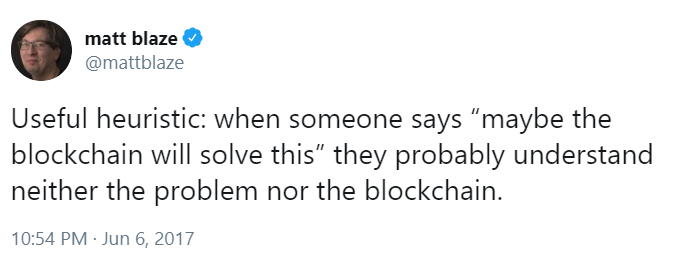 matt blaze
@mattblaze
Useful heuristic: when someone says “maybe the
blockchain will solve this” they probably understand
neither the problem nor the blockchain.
10:54 PM · Jun 6, 2017